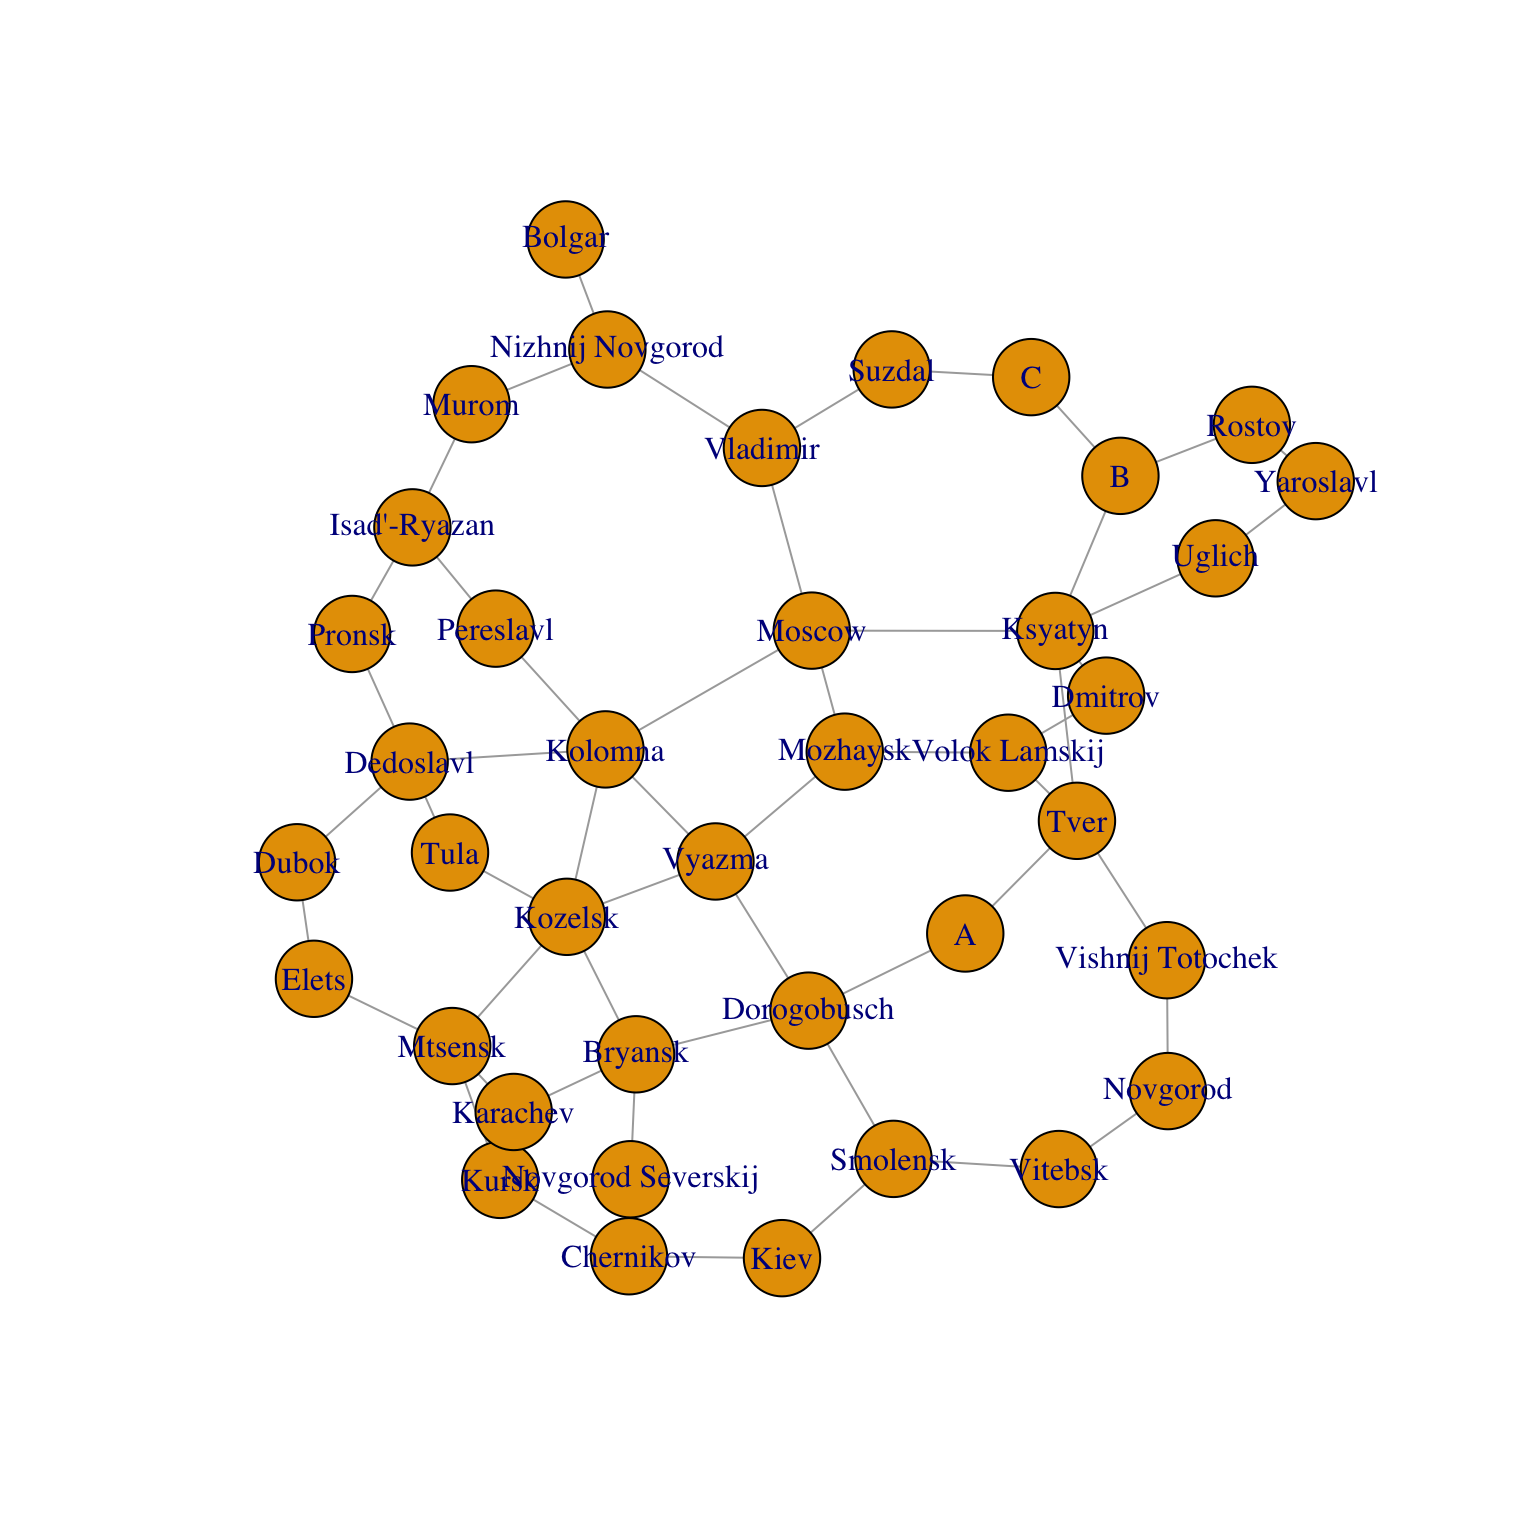 Bolgar
Nizhnij Novgorod
Suzdal
C
Murom
Rostov
Vladimir
B
Yaroslavl
Isad'-Ryazan
Uglich
Pronsk
Pereslavl
Moscow
Ksyatyn
Dmitrov
Dedoslavl
Kolomna
Mozhaysk
Volok Lamskij
Tver
Dubok
Tula
Vyazma
Kozelsk
A
Vishnij Totochek
Elets
Dorogobusch
Mtsensk
Bryansk
Novgorod
Karachev
Smolensk
Vitebsk
Kursk
Novgorod Severskij
Chernikov
Kiev